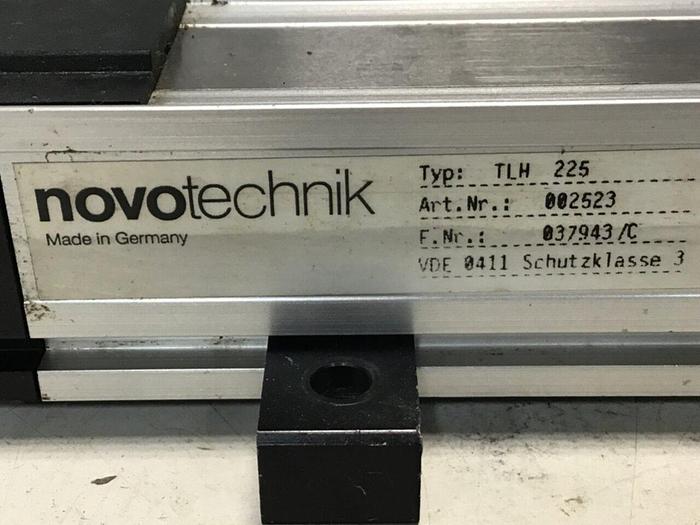 novotechnik
Made in Germany
Typ: TLH 225
Art.Nr.: 002523
F.Nr.: 037943/C
VDE 0411 Schutzklasse 3